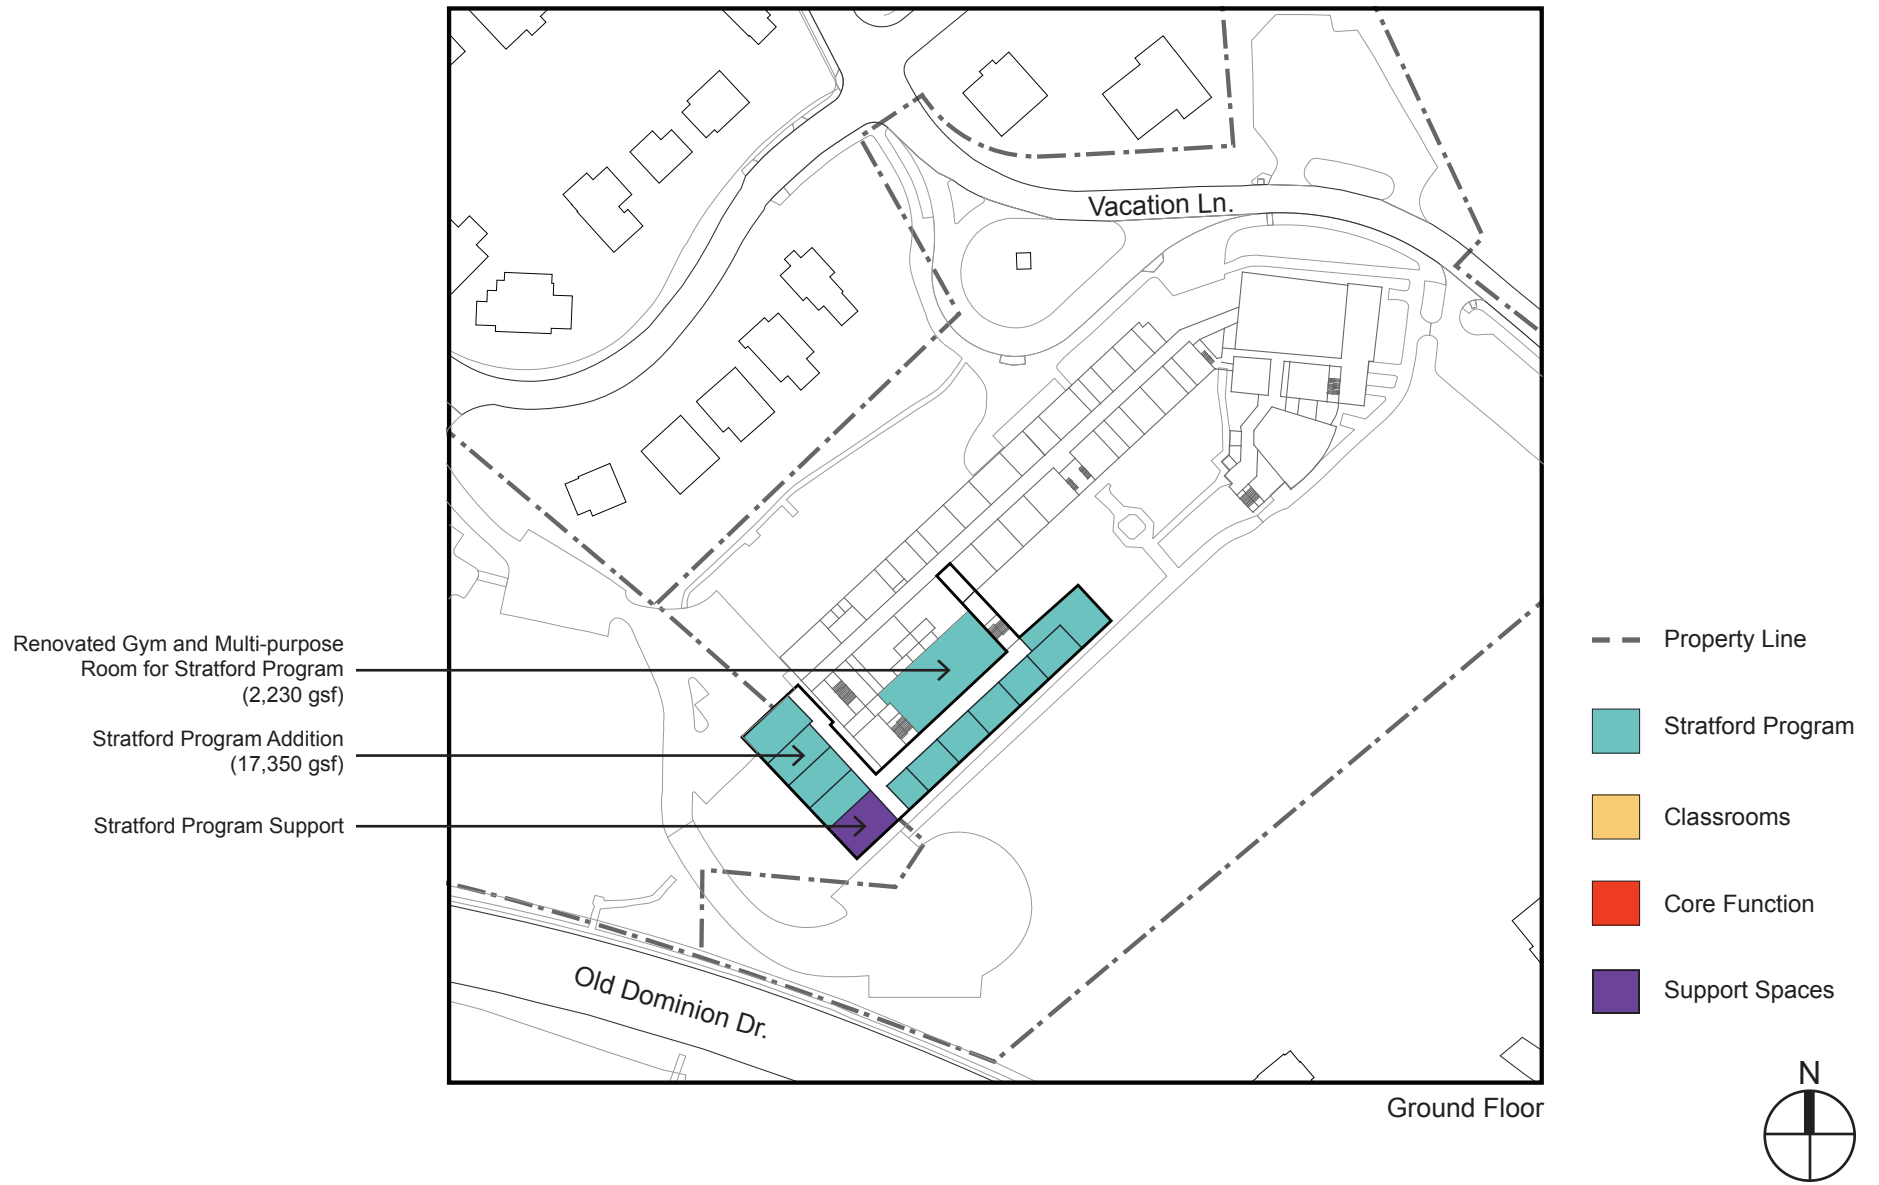 Vacation Ln.
Renovated Gym and Multi-purpose
Room for Stratford Program
(2,230 gsf)
Stratford Program Addition
(17,350 gsf)
Stratford Program Support
Old Dominion Dr.
Property Line
Stratford Program
Classrooms
Core Function
Support Spaces
N
Ground Floor